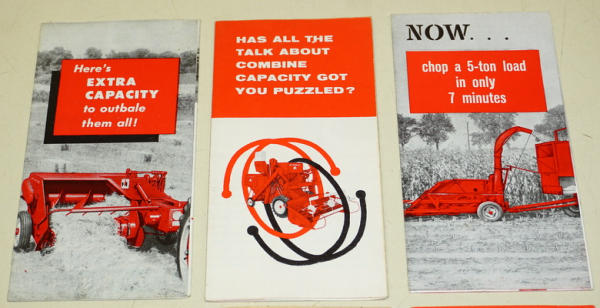 Here's
EXTRA
CAPACITY
to outbale
them all!
HAS ALL THE
TALK ABOUT
COMBINE
CAPACITY GOT
YOU PUZZLED?
NOW...
chop a 5-ton load
in only
7 minutes